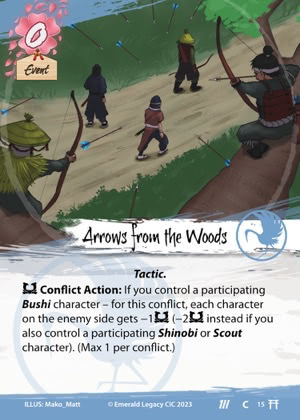 0
Event
Arrows from the Woods
Tactic.
Conflict Action: If you control a participating
Bushi character – for this conflict, each character
on the enemy side gets –1 (–2 instead if you
also control a participating Shinobi or Scout
character). (Max 1 per conflict.)
ILLUS: Mako_Matt © Emerald Legacy CIC 2023 C 15